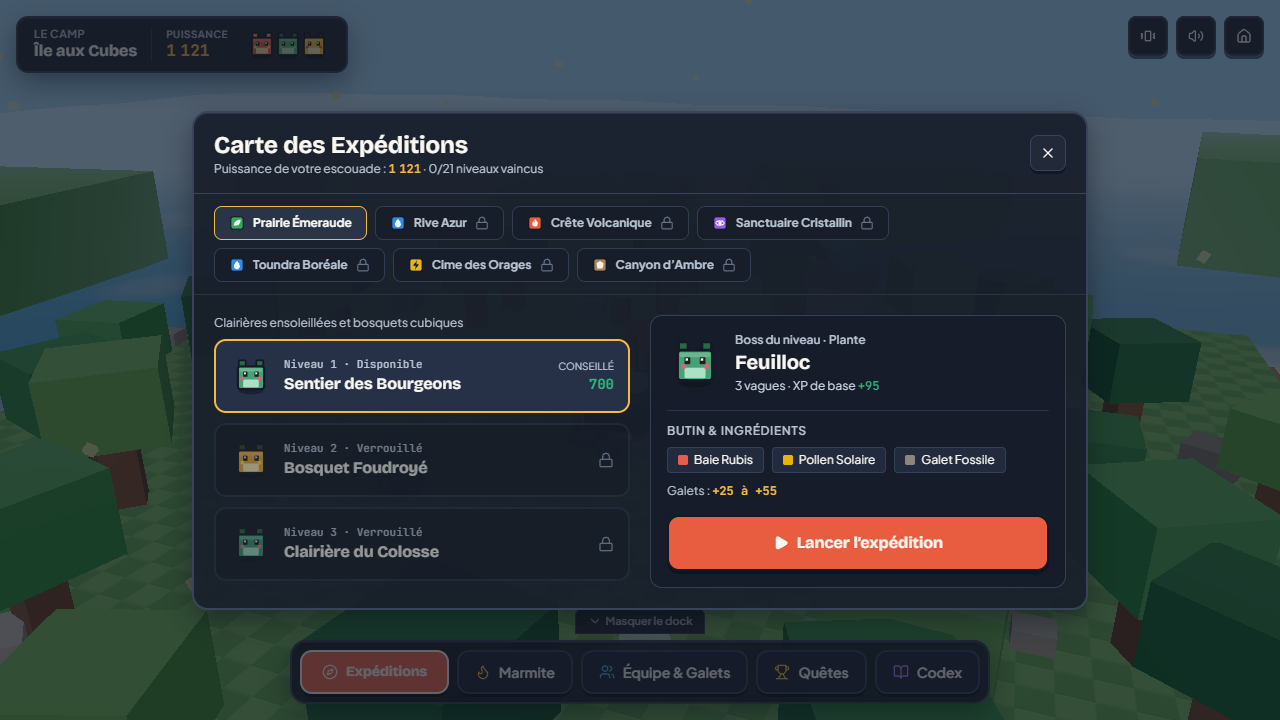 LE CAMP
Île aux Cubes
PUISSANCE
1 121
Carte des Expéditions
Puissance de votre escouade : 1 121 · 0/21 niveaux vaincus
Prairie Émeraude
Rive Azur
Crête Volcanique
Sanctuaire Cristallin
Toundra Boréale
Cime des Orages
Canyon d’Ambre
Clairières ensoleillées et bosquets cubiques
Niveau 1 · Disponible
Sentier des Bourgeons
CONSEILLÉ
700
Niveau 2 · Verrouillé
Bosquet Foudroyé
Niveau 3 · Verrouillé
Clairière du Colosse
Boss du niveau · Plante
Feuilloc
3 vagues · XP de base +95
BUTIN & INGRÉDIENTS
Baie Rubis
Pollen Solaire
Galet Fossile
Galets : +25 à +55
Lancer l’expédition
Masquer le dock
Expéditions
Marmite
Équipe & Galets
Quêtes
Codex